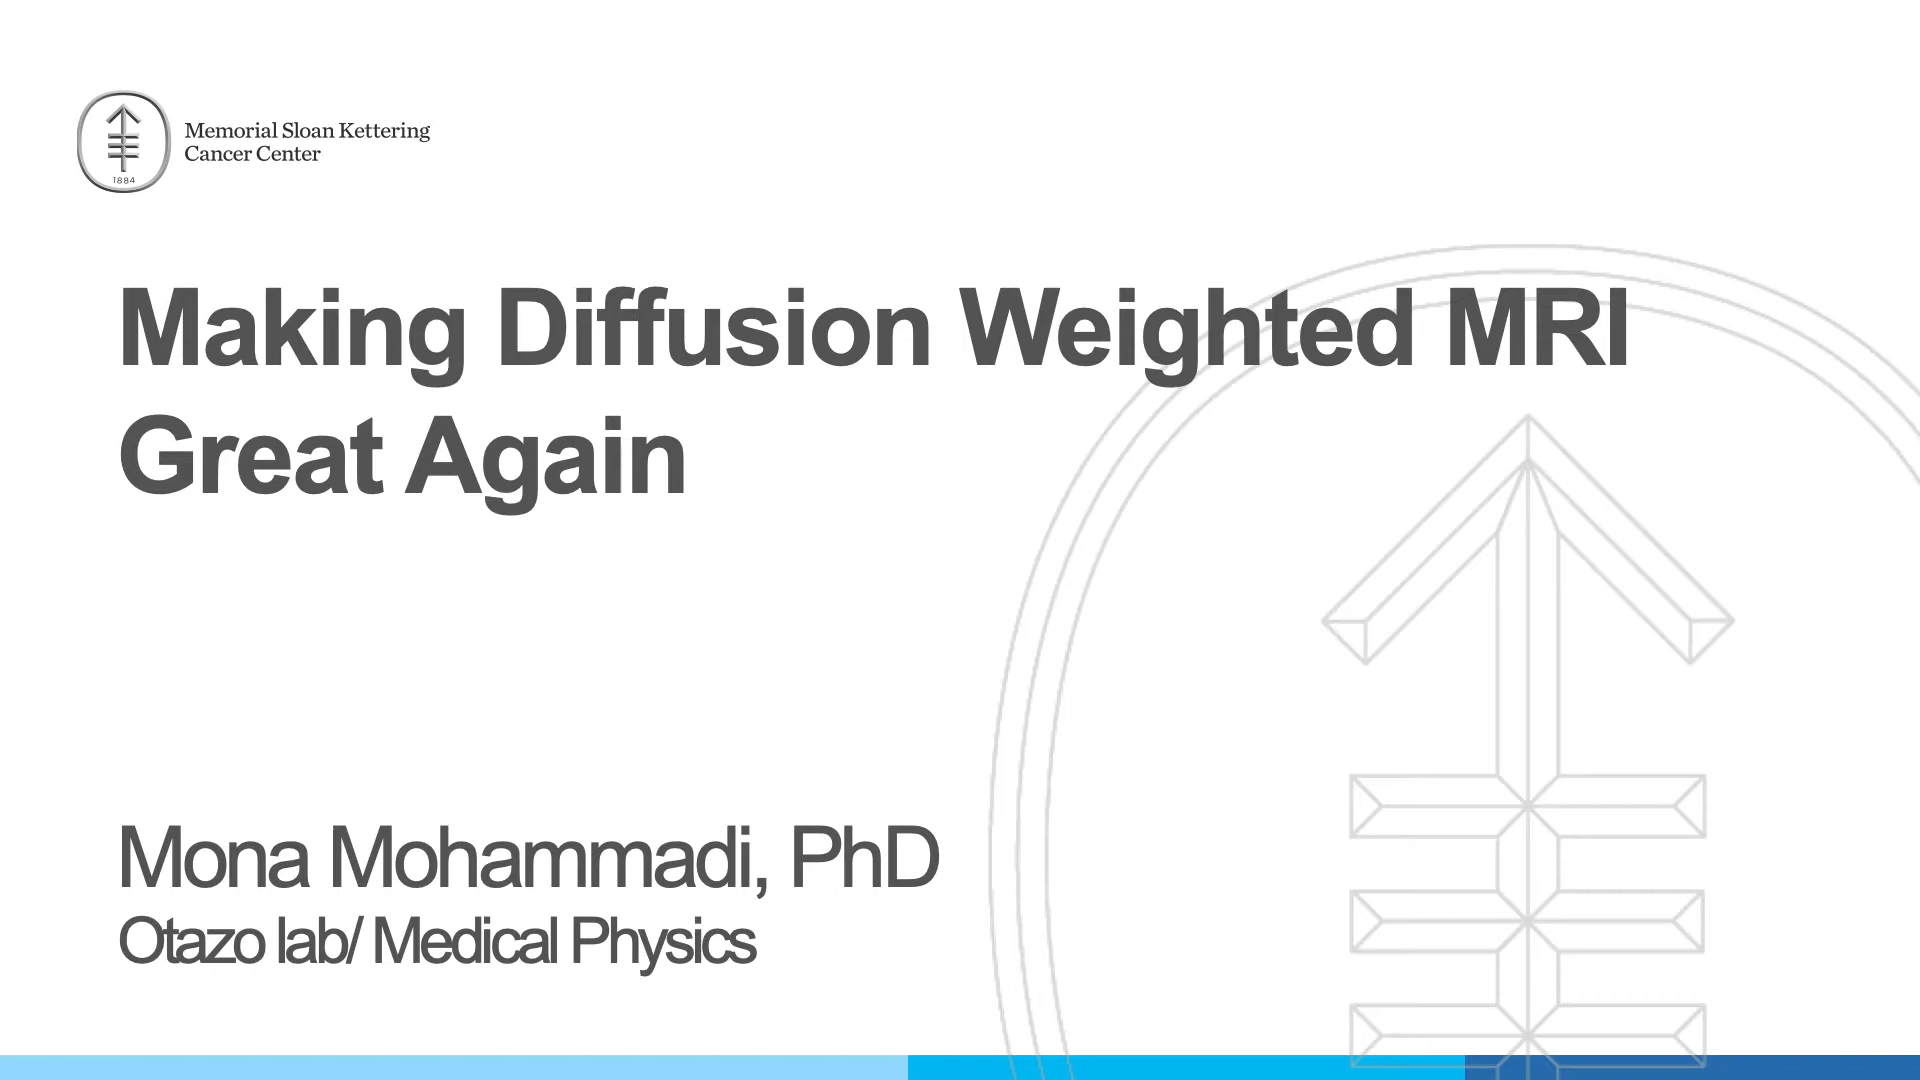 Memorial Sloan Kettering
Cancer Center
1884
Making Diffusion Weighted MRI
Great Again
Mona Mohammadi, PhD
Otazo lab/ Medical Physics